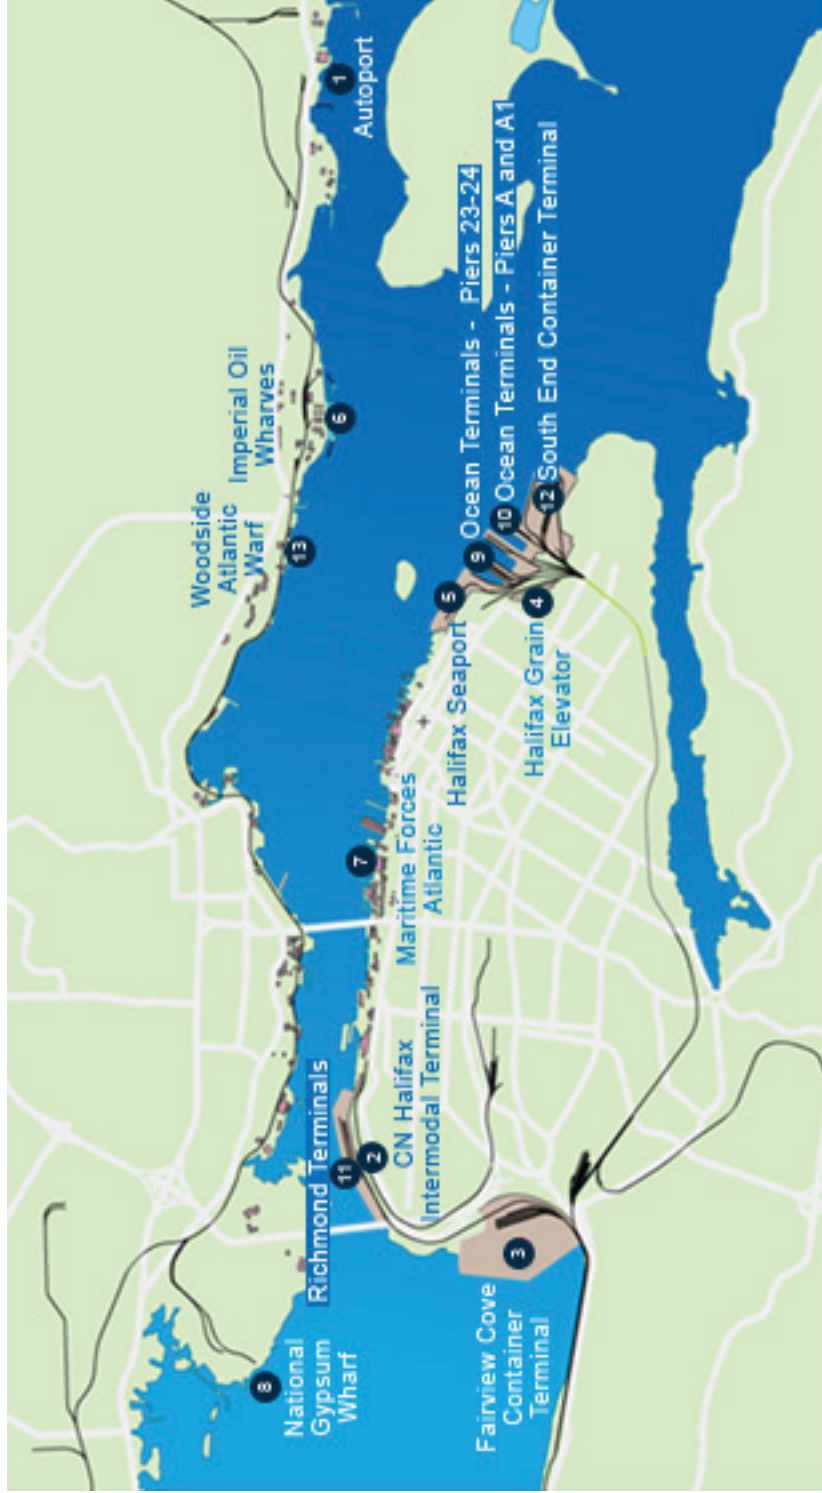 8
National
Gypsum
Wharf
Richmond Terminals
11
2
CN Halifax
Intermodal Terminal
3
Fairview Cove
Container
Terminal
7
Maritime Forces
Atlantic
Woodside
Atlantic
Warf
13
Imperial Oil
Wharves
6
1
Autoport
5
Halifax Seaport
4
Halifax Grain
Elevator
9 Ocean Terminals - Piers 23-24
10 Ocean Terminals - Piers A and A1
12 South End Container Terminal